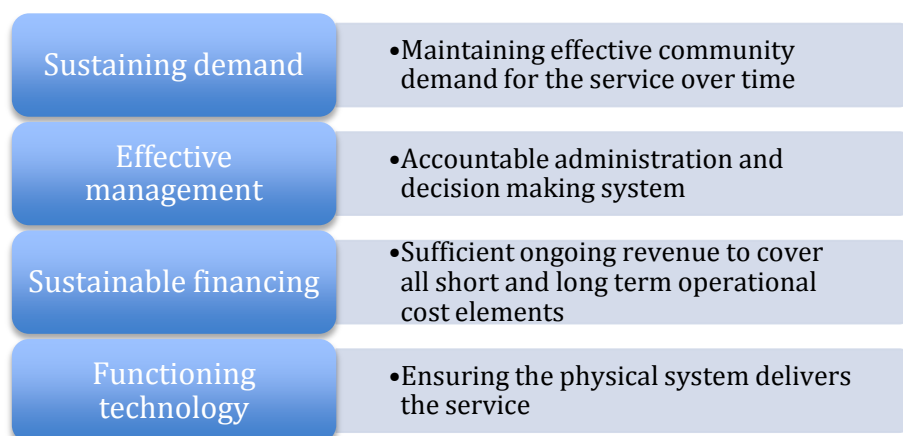 Sustaining demand
•Maintaining effective community
demand for the service over time
Effective
management
•Accountable administration and
decision making system
Sustainable financing
•Sufficient ongoing revenue to cover
all short and long term operational
cost elements
Functioning
technology
•Ensuring the physical system delivers
the service